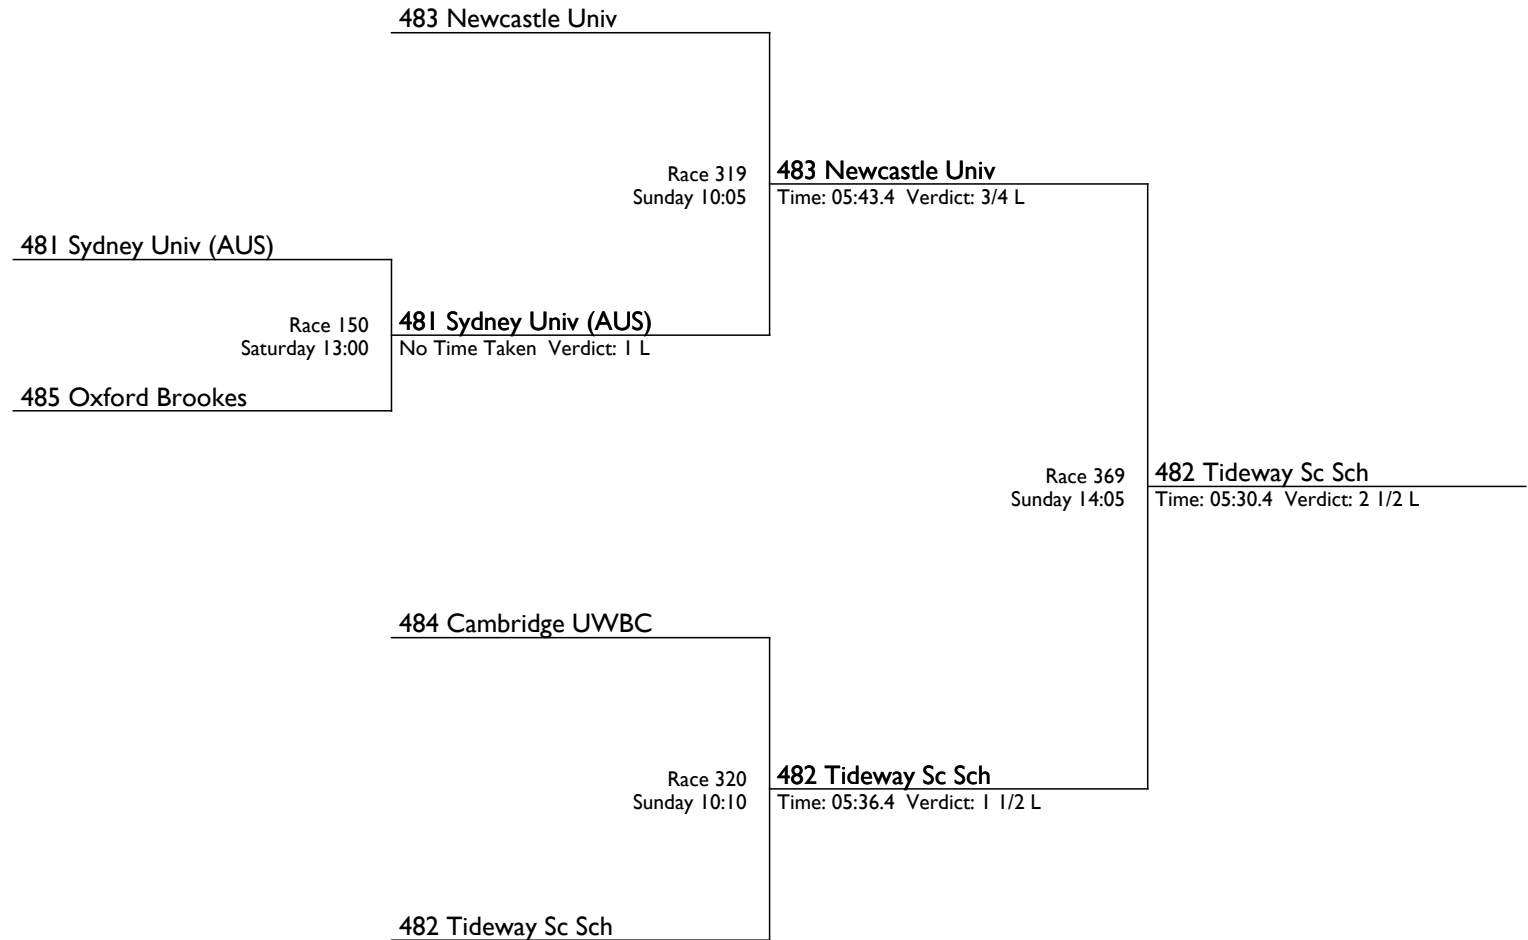 483 Newcastle Univ
Race 319
Sunday 10:05
483 Newcastle Univ
Time: 05:43.4 Verdict: 3/4 L
481 Sydney Univ (AUS)
Race 150
Saturday 13:00
481 Sydney Univ (AUS)
No Time Taken Verdict: 1 L
485 Oxford Brookes
Race 369
Sunday 14:05
482 Tideway Sc Sch
Time: 05:30.4 Verdict: 2 1/2 L
484 Cambridge UWBC
Race 320
Sunday 10:10
482 Tideway Sc Sch
Time: 05:36.4 Verdict: 1 1/2 L
482 Tideway Sc Sch